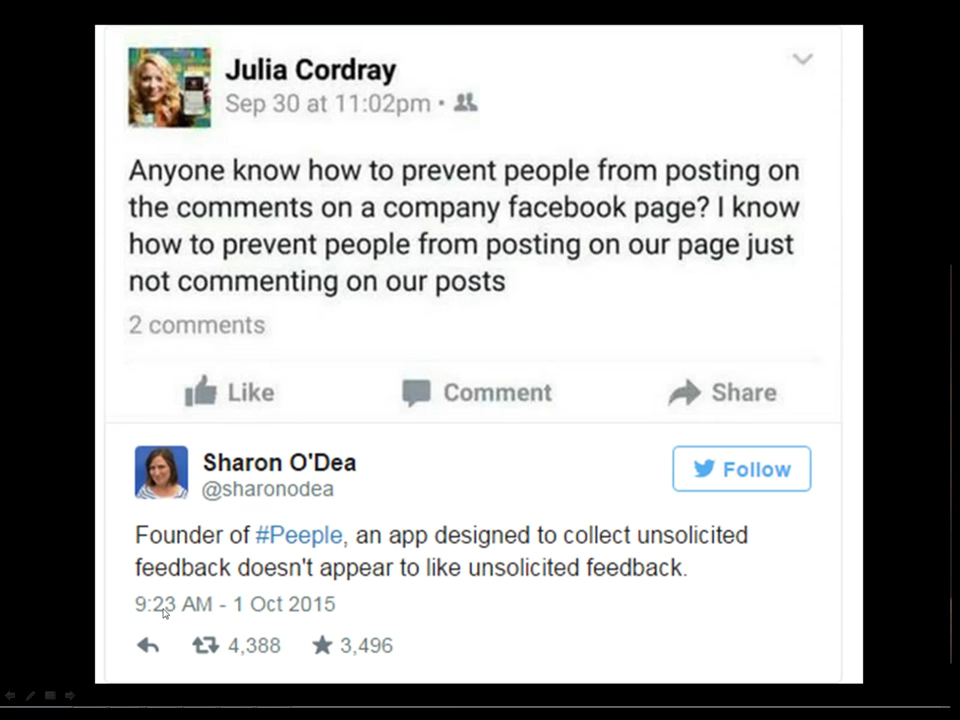 Julia Cordray
Sep 30 at 11:02pm •
Anyone know how to prevent people from posting on
the comments on a company facebook page? I know
how to prevent people from posting on our page just
not commenting on our posts
2 comments
Like Comment Share
Sharon O'Dea Follow
@sharonodea
Founder of #Peeple, an app designed to collect unsolicited
feedback doesn't appear to like unsolicited feedback.
9:23 AM - 1 Oct 2015
4,388 3,496